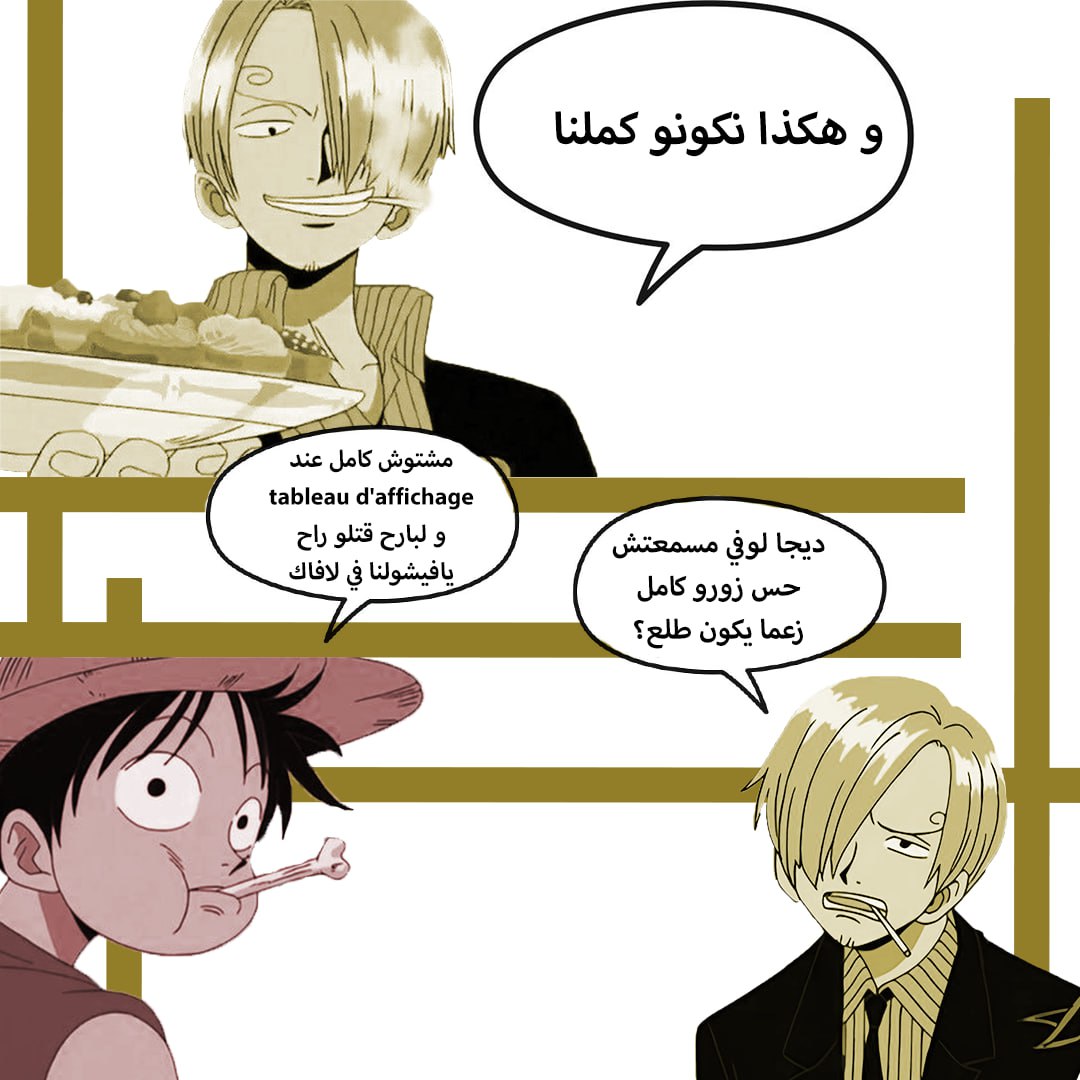 و هكذا نكونو كملنا
ديجا لوفي مسمعتش
حس زورو كامل
زعما يكون طلع؟
مشتوش كامل عند
tableau d'affichage
و لبارح قتلو راح
يافيشولنا في لافاك